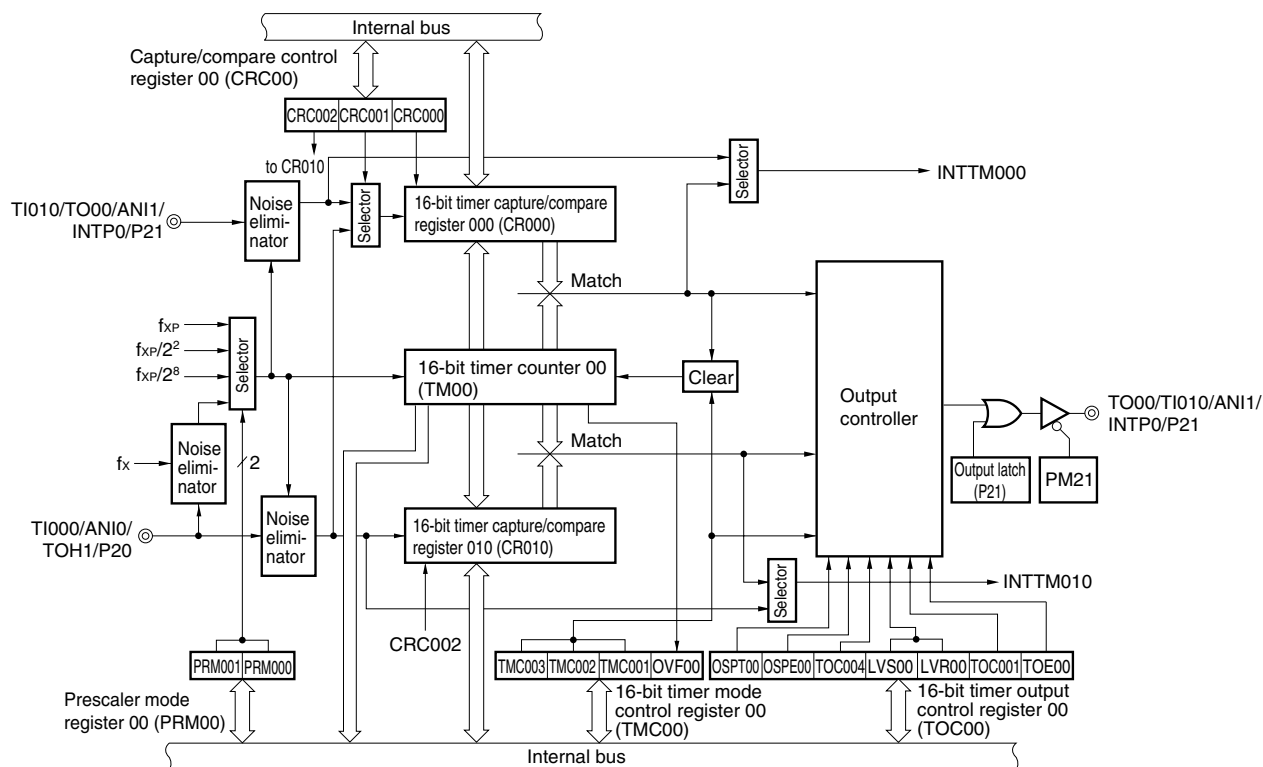 Internal bus
Capture/compare control
register 00 (CRC00)
CRC002 CRC001 CRC000
to CR010
TI010/TO00/ANI1/
INTP0/P21
Noise
elimi-
nator
Selector
16-bit timer capture/compare
register 000 (CR000)
Selector
INTTM000
Match
fXP
fXP/2²
fXP/2⁸
Selector
16-bit timer counter 00
(TM00)
Clear
Output
controller
TO00/TI010/ANI1/
INTP0/P21
Output latch
(P21)
PM21
fX
Noise
elimi-
nator
2
Match
TI000/ANI0/
TOH1/P20
Noise
elimi-
nator
16-bit timer capture/compare
register 010 (CR010)
Selector
INTTM010
CRC002
PRM001 PRM000
TMC003 TMC002 TMC001 OVF00
OSPT00 OSPE00 TOC004 LVS00 LVR00 TOC001 TOE00
Prescaler mode
register 00 (PRM00)
16-bit timer mode
control register 00
(TMC00)
16-bit timer output
control register 00
(TOC00)
Internal bus